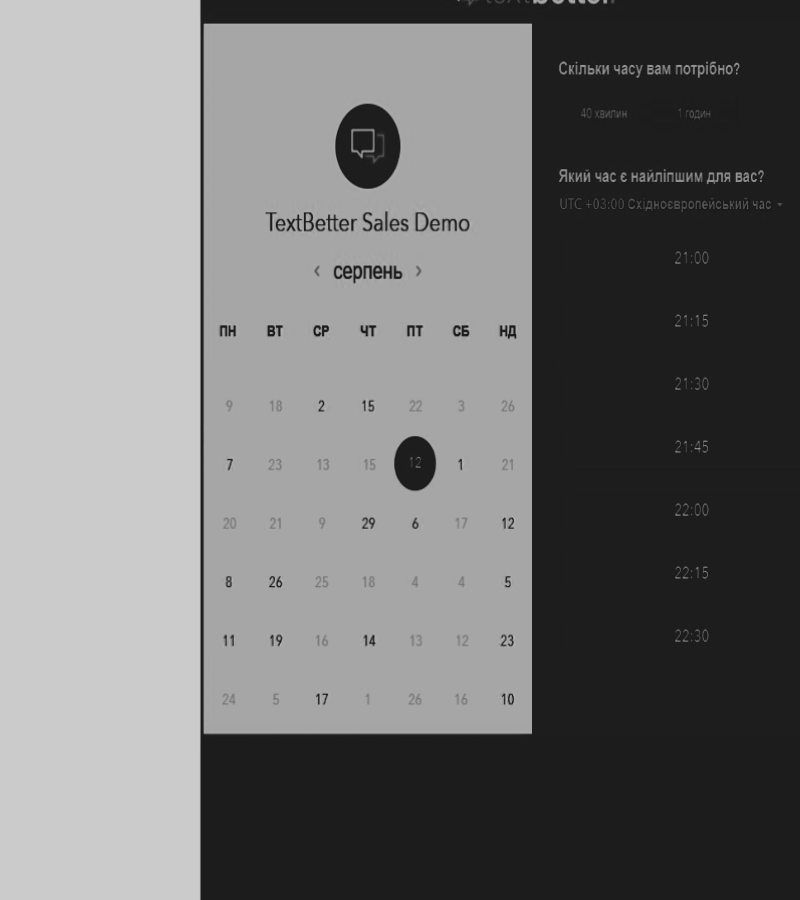 textbetter
TextBetter Sales Demo
‹ серпень ›
ПН ВТ СР ЧТ ПТ СБ НД
9 18 2 15 22 3 26
7 23 13 15 12 1 21
20 21 9 29 6 17 12
8 26 25 18 4 4 5
11 19 16 14 13 12 23
24 5 17 1 26 16 10
Скільки часу вам потрібно?
40 хвилин 1 годин
Який час є найліпшим для вас?
UTC +03:00 Східноєвропейський час
21:00
21:15
21:30
21:45
22:00
22:15
22:30